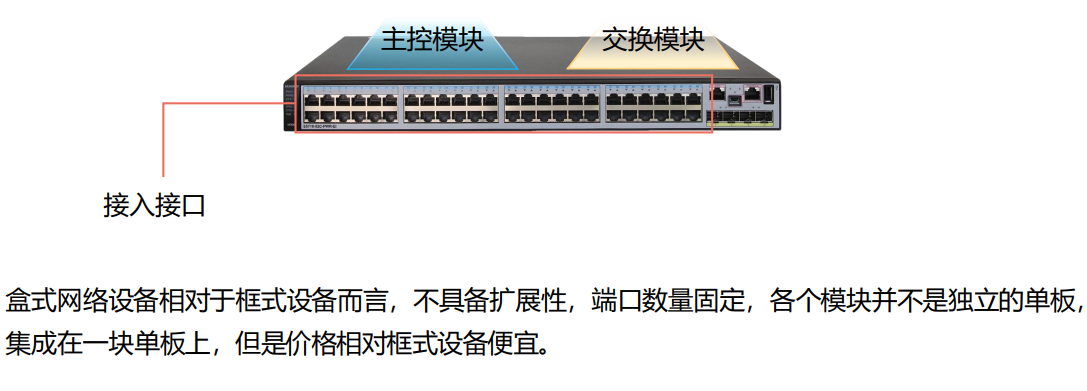 主控模块 交换模块
接入接口
盒式网络设备相对于框式设备而言，不具备扩展性，端口数量固定，各个模块并不是独立的单板，
集成在一块单板上，但是价格相对框式设备便宜。